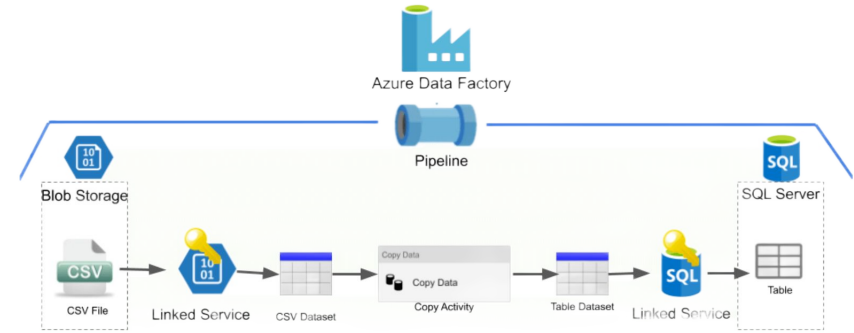 Azure Data Factory
Pipeline
10
01
Blob Storage
SQL
SQL Server
CSV
CSV File
10
01
Linked Service
CSV Dataset
Copy Data
Copy Data
Copy Activity
Table Dataset
SQL
Linked Service
Table